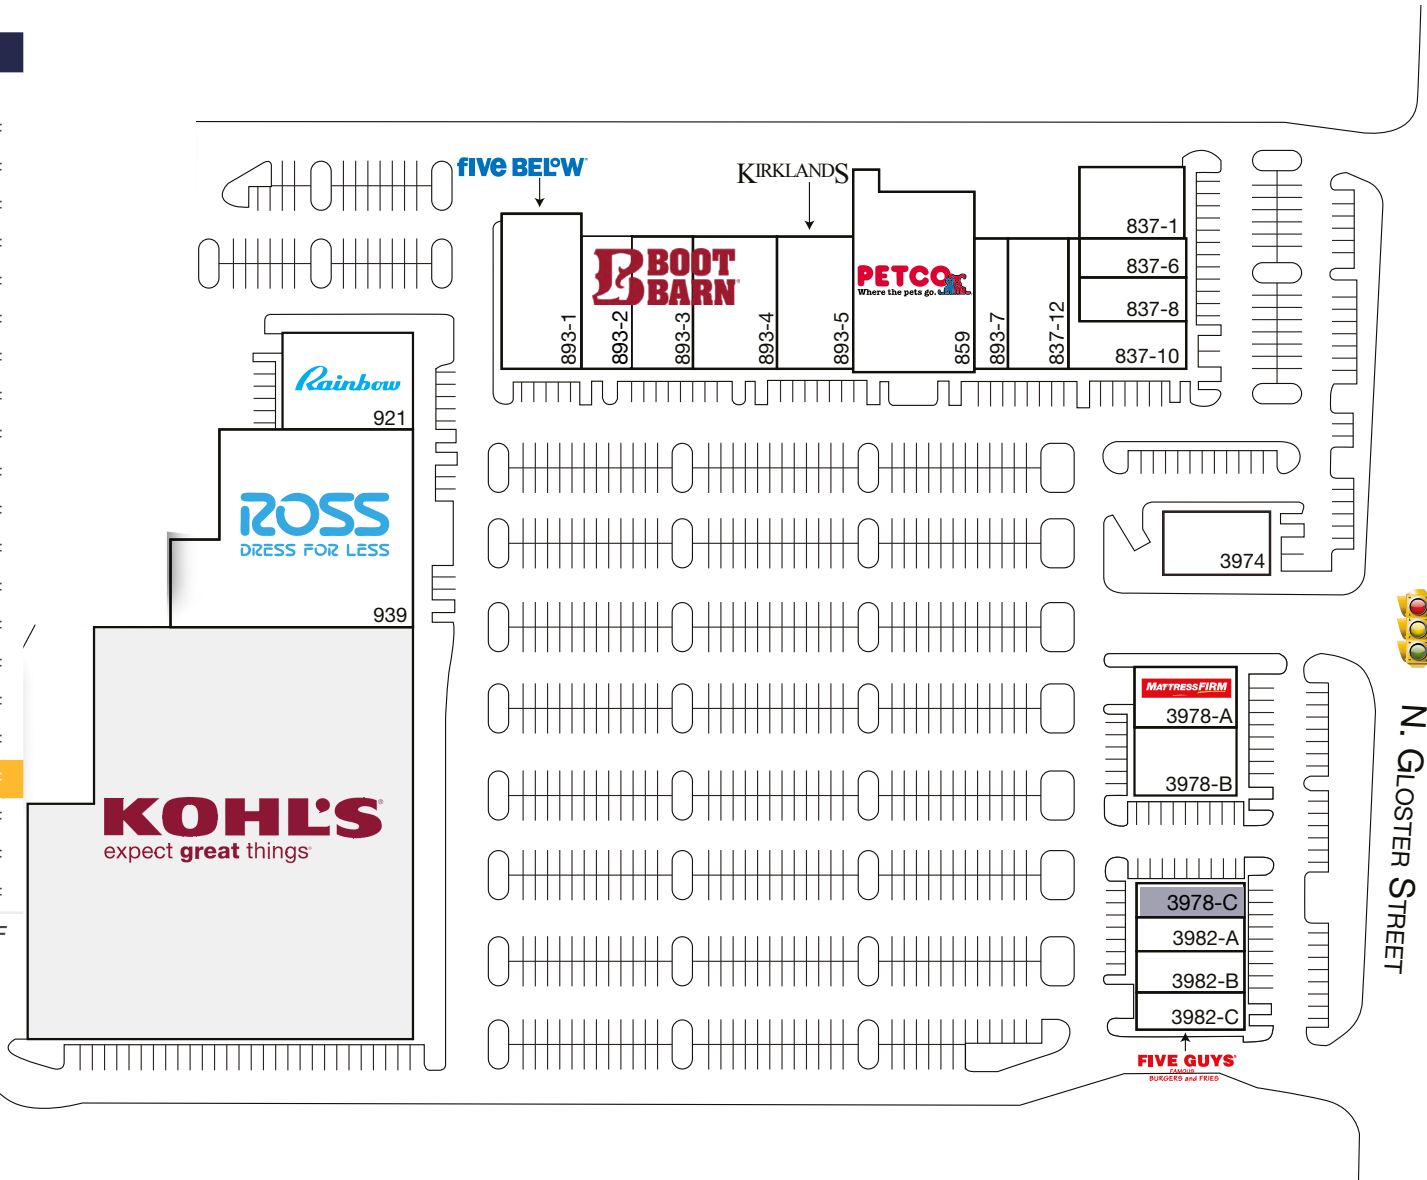 five BEL°W
KIRKLANDS
837-1
837-6
837-8
837-10
BOOT
BARN®
PETCO
Where the pets go.
893-1
893-2
893-3
893-4
893-5
859
893-7
837-12
Rainbow
921
ROSS
DRESS FOR LESS
939
3974
MATTRESSFIRM
3978-A
3978-B
KOHL'S
expect great things
3978-C
3982-A
3982-B
3982-C
FIVE GUYS
FAMOUS
BURGERS and FRIES
N. GLOSTER STREET